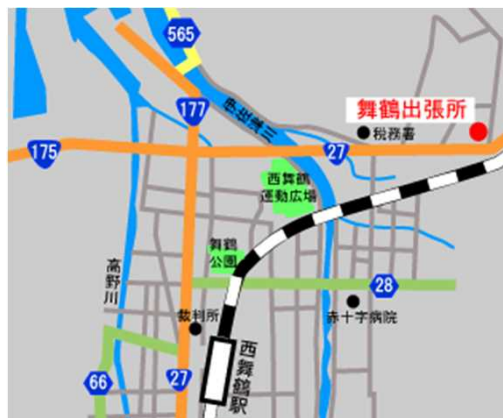 565
177
伊佐津川
舞鶴出張所
税務署
175
27
西舞鶴
運動広場
舞鶴
公園
高野川
28
裁判所
赤十字病院
西舞鶴駅
66
27